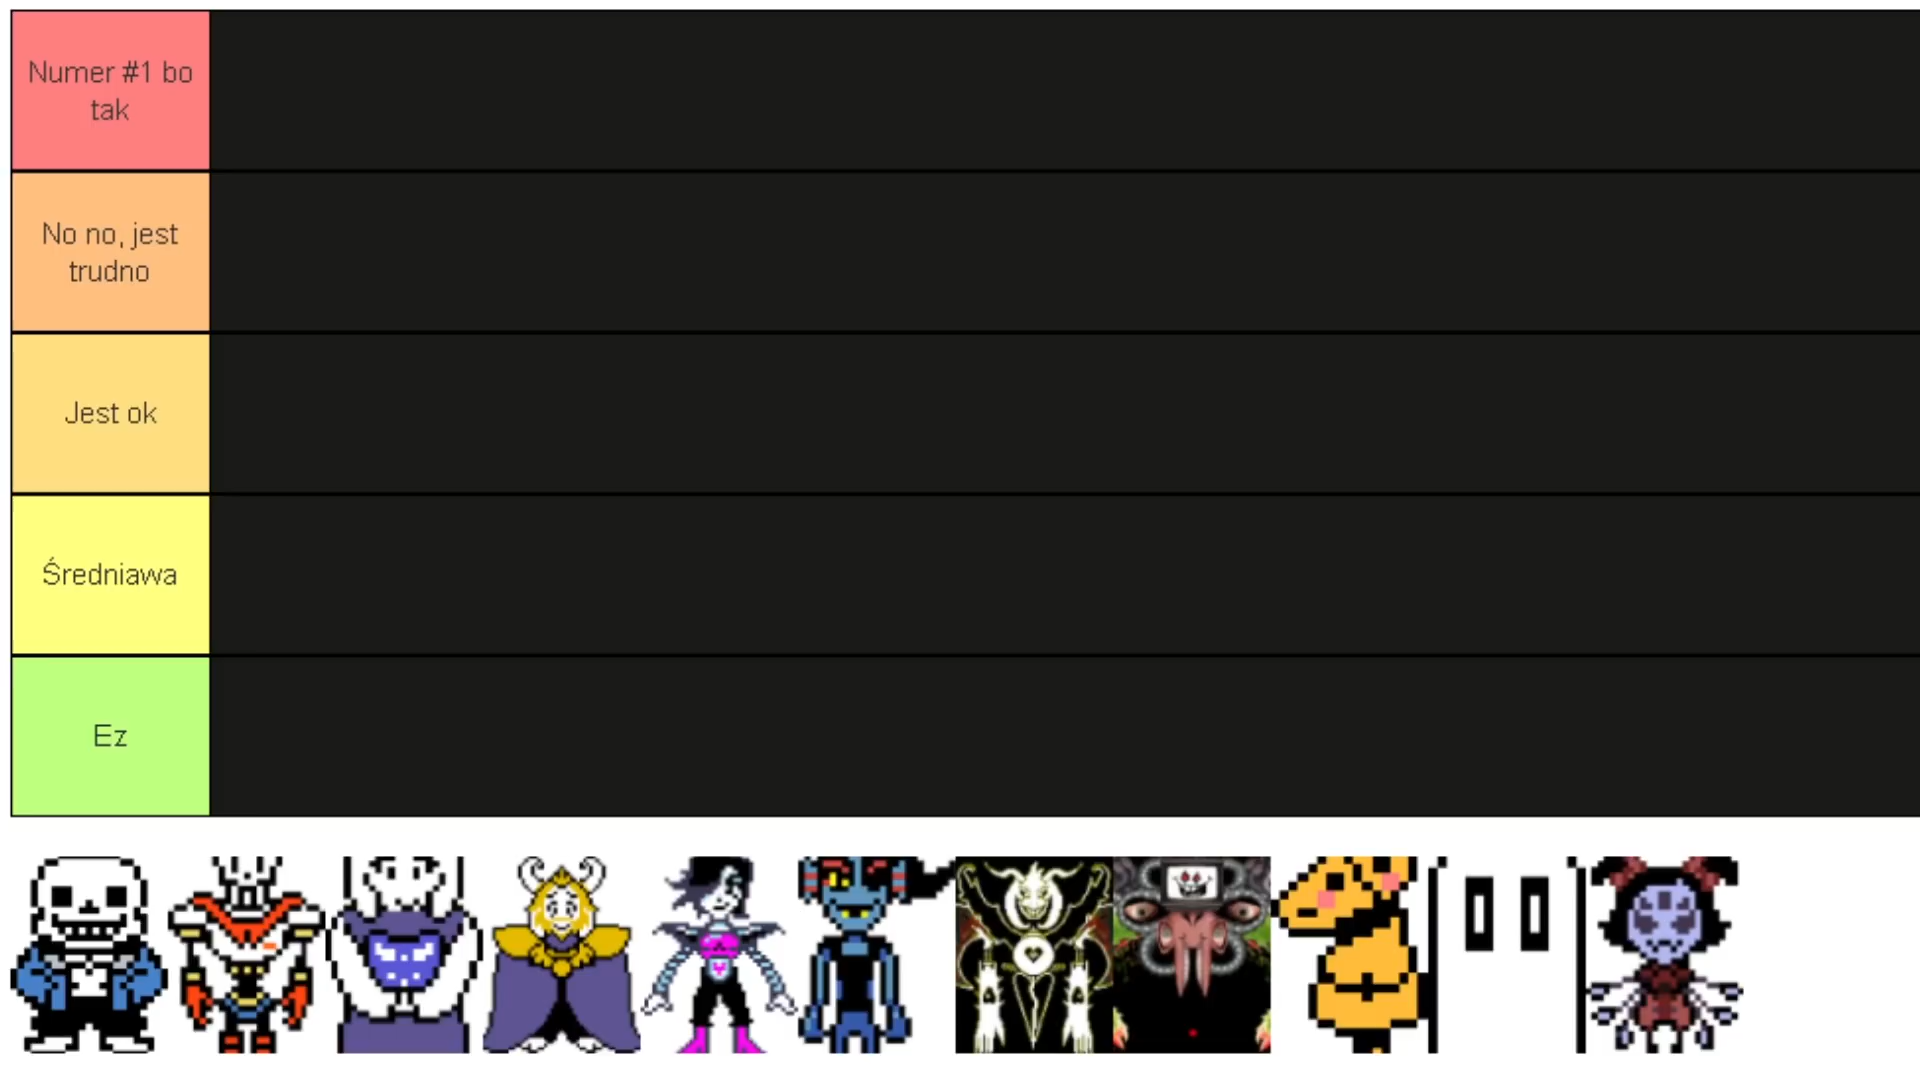 Numer #1 bo
tak
No no, jest
trudno
Jest ok
Średniawa
Ez